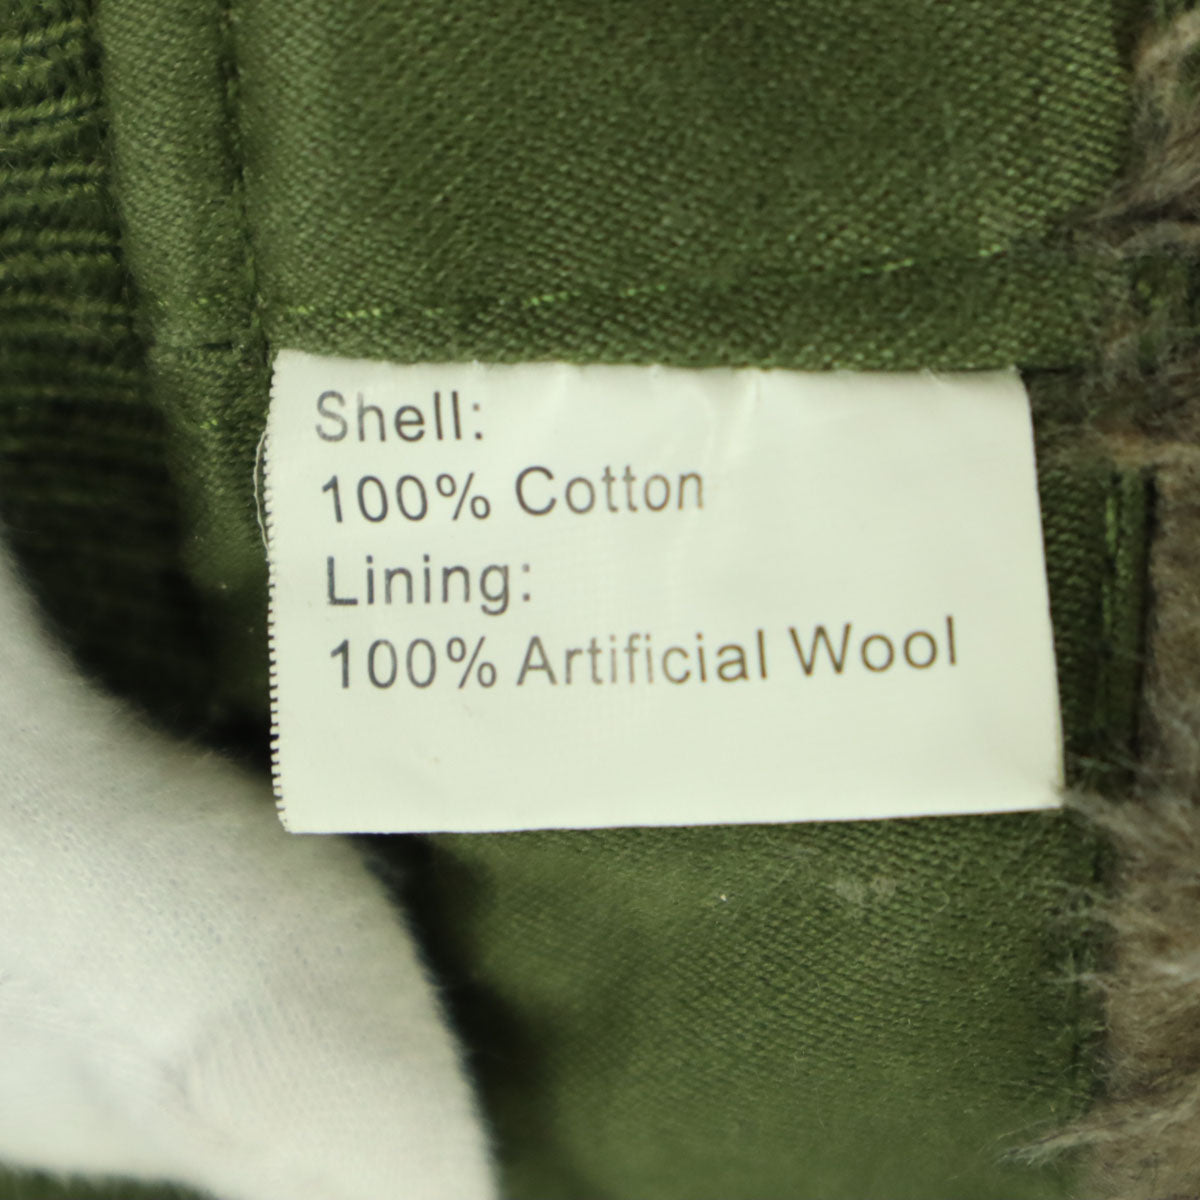 Shell:
100% Cotton
Lining:
100% Artificial Wool